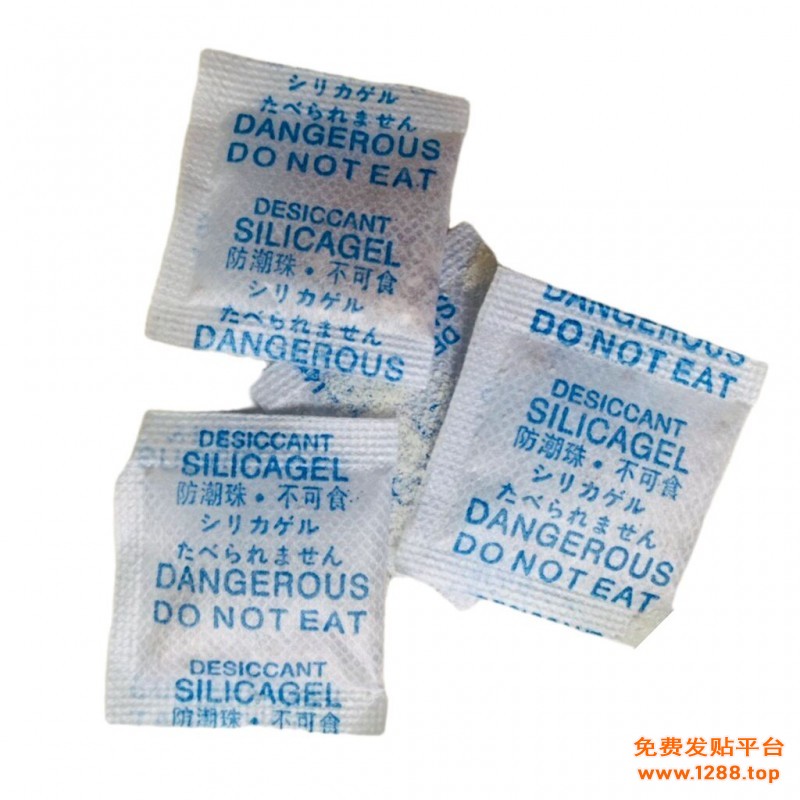 シリカゲル
たべられません
DANGEROUS
DO NOT EAT
DESICCANT
SILICAGEL
防潮珠·不可食
シリカゲル
たべられません
DANGEROUS
DANGEROUS
DO NOT EAT
DESICCANT
SILICAGEL
防潮珠·不可食
シリカゲル
たべられません
DANGEROUS
DO NOT EAT
DESICCANT
SILICAGEL
防潮珠·不可食
シリカゲル
たべられません
DANGEROUS
DO NOT EAT
DESICCANT
SILICAGEL
防潮珠·不可食
免费发贴平台
www.1288.top